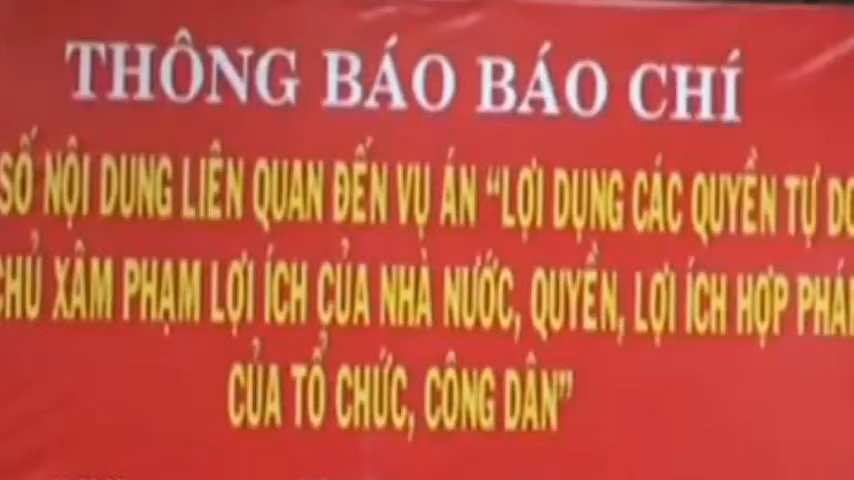 THÔNG BÁO BÁO CHÍ
SỐ NỘI DUNG LIÊN QUAN ĐẾN VỤ ÁN “LỢI DỤNG CÁC QUYỀN TỰ DO
CHỦ XÂM PHẠM LỢI ÍCH CỦA NHÀ NƯỚC, QUYỀN, LỢI ÍCH HỢP PHÁ
CỦA TỔ CHỨC, CÔNG DÂN”